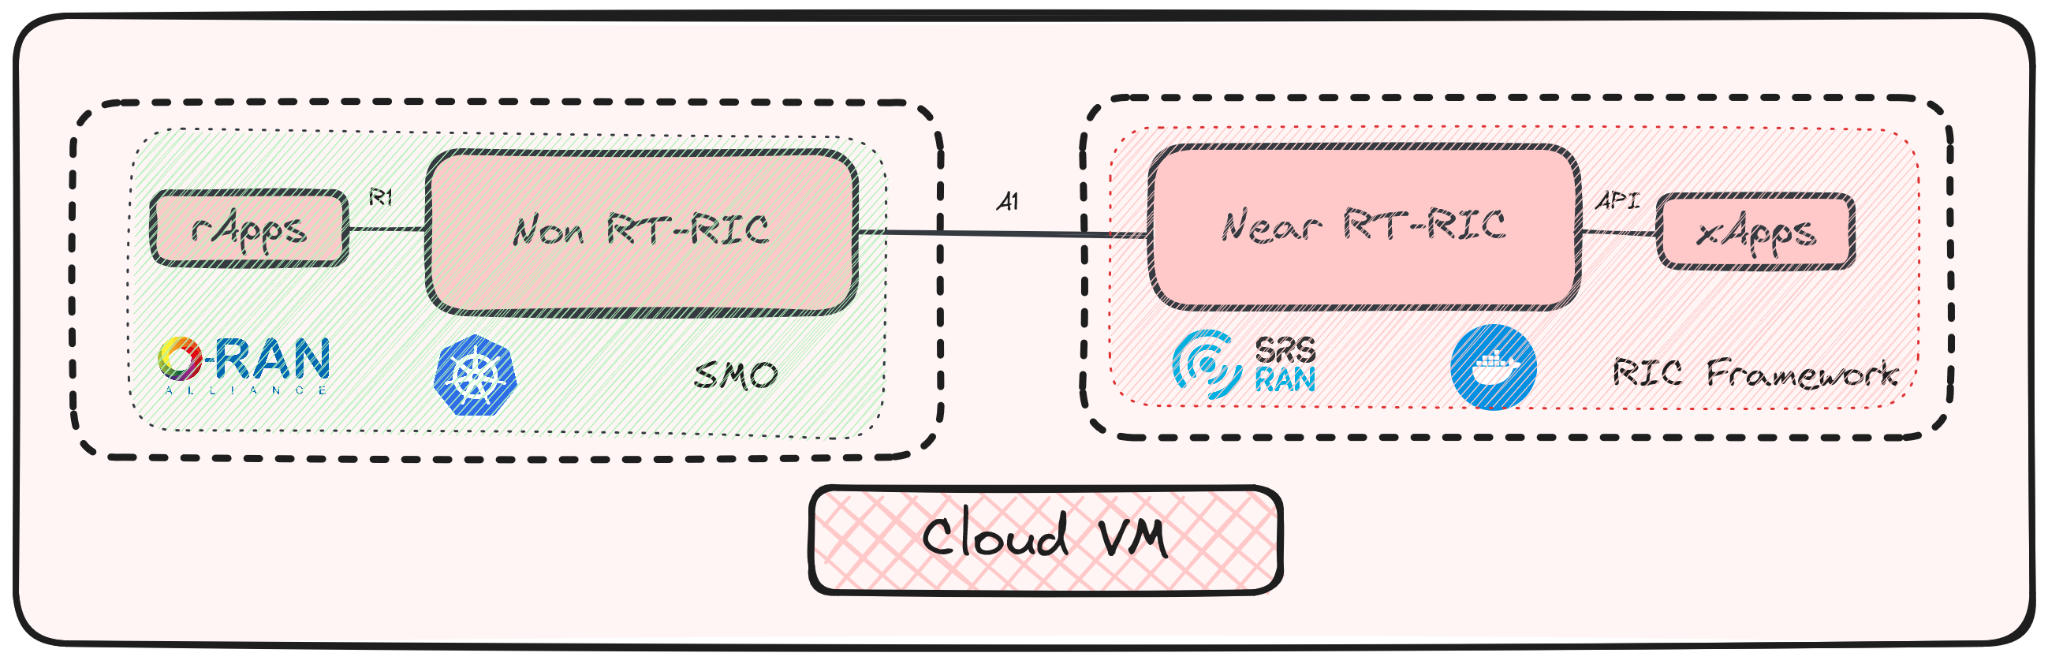 rApps
R1
Non RT-RIC
A1
Near RT-RIC
API
xApps
O-RAN
ALLIANCE
SMO
SRS
RAN
RIC Framework
Cloud VM